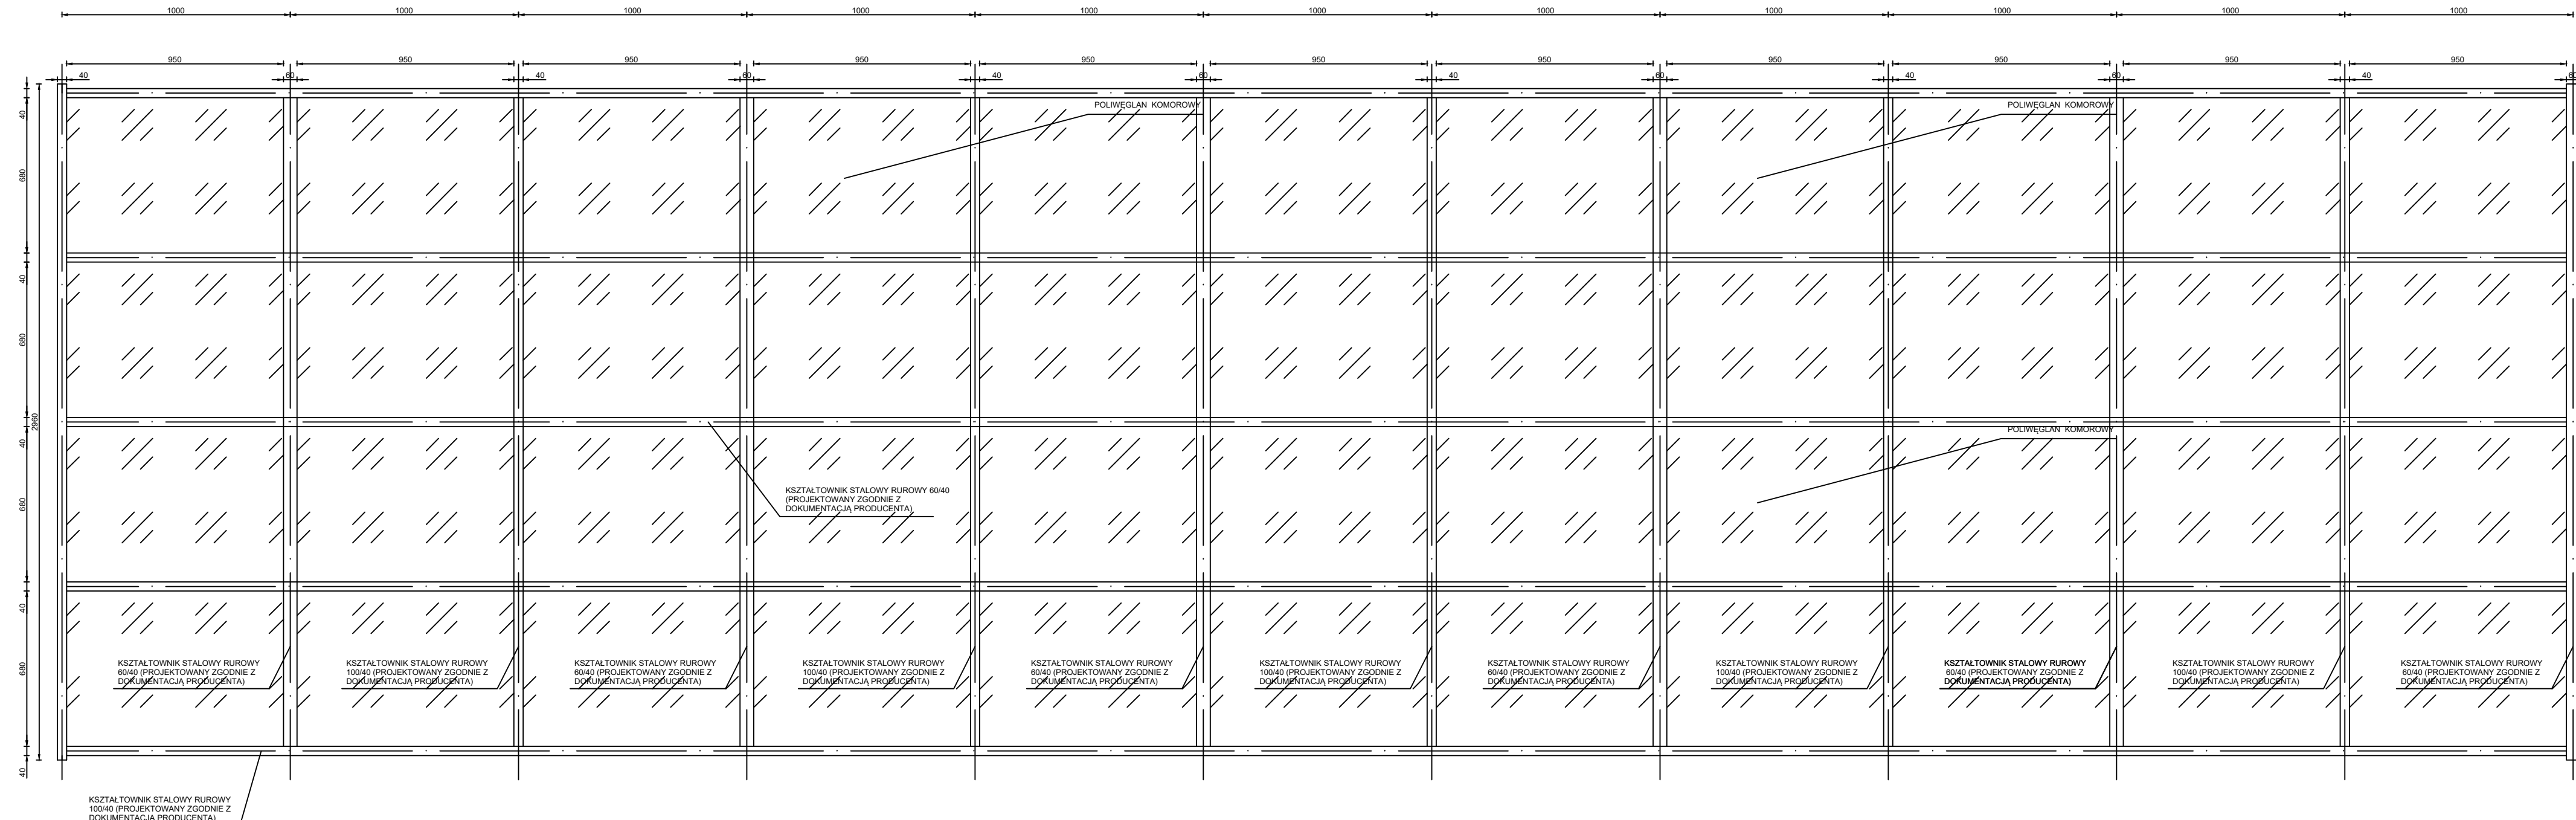 1000 1000 1000 1000 1000 1000 1000 1000 1000 1000 1000
950 950 950 950 950 950 950 950 950 950 950
40 60 40 60 40 60 40 60 40 60 40 60
40
POLIWĘGLAN KOMOROWY
POLIWĘGLAN KOMOROWY
680
40
680
2960
40
POLIWĘGLAN KOMOROWY
680
KSZTAŁTOWNIK STALOWY RUROWY 60/40
(PROJEKTOWANY ZGODNIE Z
DOKUMENTACJĄ PRODUCENTA)
40
680
KSZTAŁTOWNIK STALOWY RUROWY
60/40 (PROJEKTOWANY ZGODNIE Z
DOKUMENTACJĄ PRODUCENTA)
KSZTAŁTOWNIK STALOWY RUROWY
100/40 (PROJEKTOWANY ZGODNIE Z
DOKUMENTACJĄ PRODUCENTA)
KSZTAŁTOWNIK STALOWY RUROWY
60/40 (PROJEKTOWANY ZGODNIE Z
DOKUMENTACJĄ PRODUCENTA)
KSZTAŁTOWNIK STALOWY RUROWY
100/40 (PROJEKTOWANY ZGODNIE Z
DOKUMENTACJĄ PRODUCENTA)
KSZTAŁTOWNIK STALOWY RUROWY
60/40 (PROJEKTOWANY ZGODNIE Z
DOKUMENTACJĄ PRODUCENTA)
KSZTAŁTOWNIK STALOWY RUROWY
100/40 (PROJEKTOWANY ZGODNIE Z
DOKUMENTACJĄ PRODUCENTA)
KSZTAŁTOWNIK STALOWY RUROWY
60/40 (PROJEKTOWANY ZGODNIE Z
DOKUMENTACJĄ PRODUCENTA)
KSZTAŁTOWNIK STALOWY RUROWY
100/40 (PROJEKTOWANY ZGODNIE Z
DOKUMENTACJĄ PRODUCENTA)
KSZTAŁTOWNIK STALOWY RUROWY
60/40 (PROJEKTOWANY ZGODNIE Z
DOKUMENTACJĄ PRODUCENTA)
KSZTAŁTOWNIK STALOWY RUROWY
100/40 (PROJEKTOWANY ZGODNIE Z
DOKUMENTACJĄ PRODUCENTA)
KSZTAŁTOWNIK STALOWY RUROWY
60/40 (PROJEKTOWANY ZGODNIE Z
DOKUMENTACJĄ PRODUCENTA)
40
KSZTAŁTOWNIK STALOWY RUROWY
100/40 (PROJEKTOWANY ZGODNIE Z
DOKUMENTACJĄ PRODUCENTA)